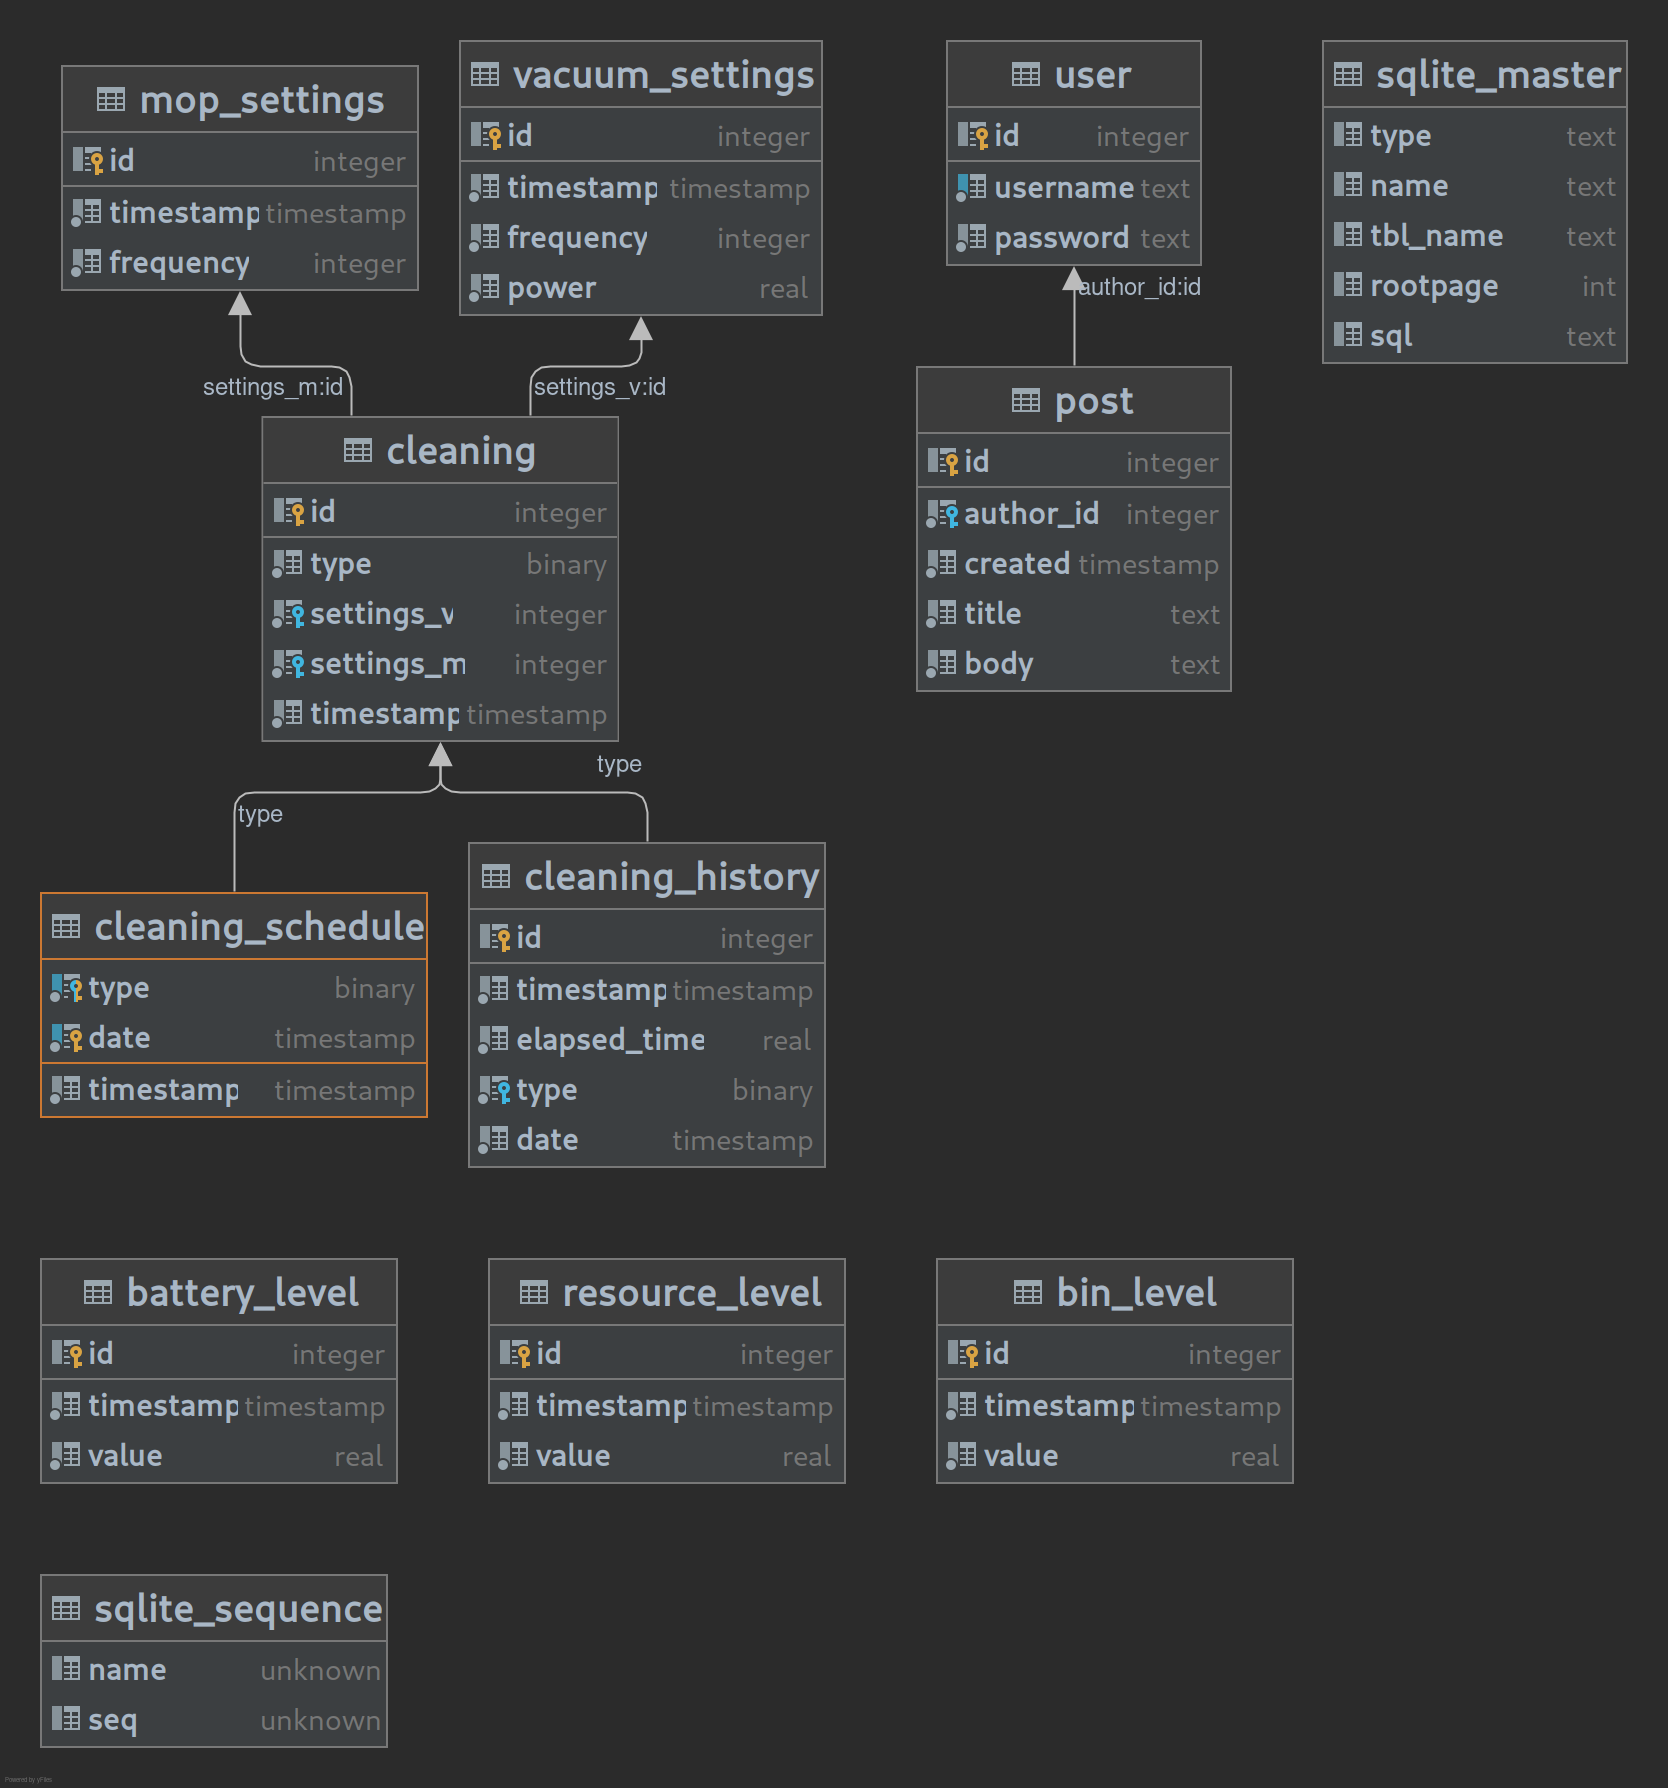 mop_settings
id integer
timestamp timestamp
frequency integer
vacuum_settings
id integer
timestamp timestamp
frequency integer
power real
user
id integer
username text
password text
sqlite_master
type text
name text
tbl_name text
rootpage int
sql text
author_id:id
settings_m:id
settings_v:id
cleaning
id integer
type binary
settings_v integer
settings_m integer
timestamp timestamp
post
id integer
author_id integer
created timestamp
title text
body text
type
type
cleaning_schedule
type binary
date timestamp
timestamp timestamp
cleaning_history
id integer
timestamp timestamp
elapsed_time real
type binary
date timestamp
battery_level
id integer
timestamp timestamp
value real
resource_level
id integer
timestamp timestamp
value real
bin_level
id integer
timestamp timestamp
value real
sqlite_sequence
name unknown
seq unknown
Powered by yFiles